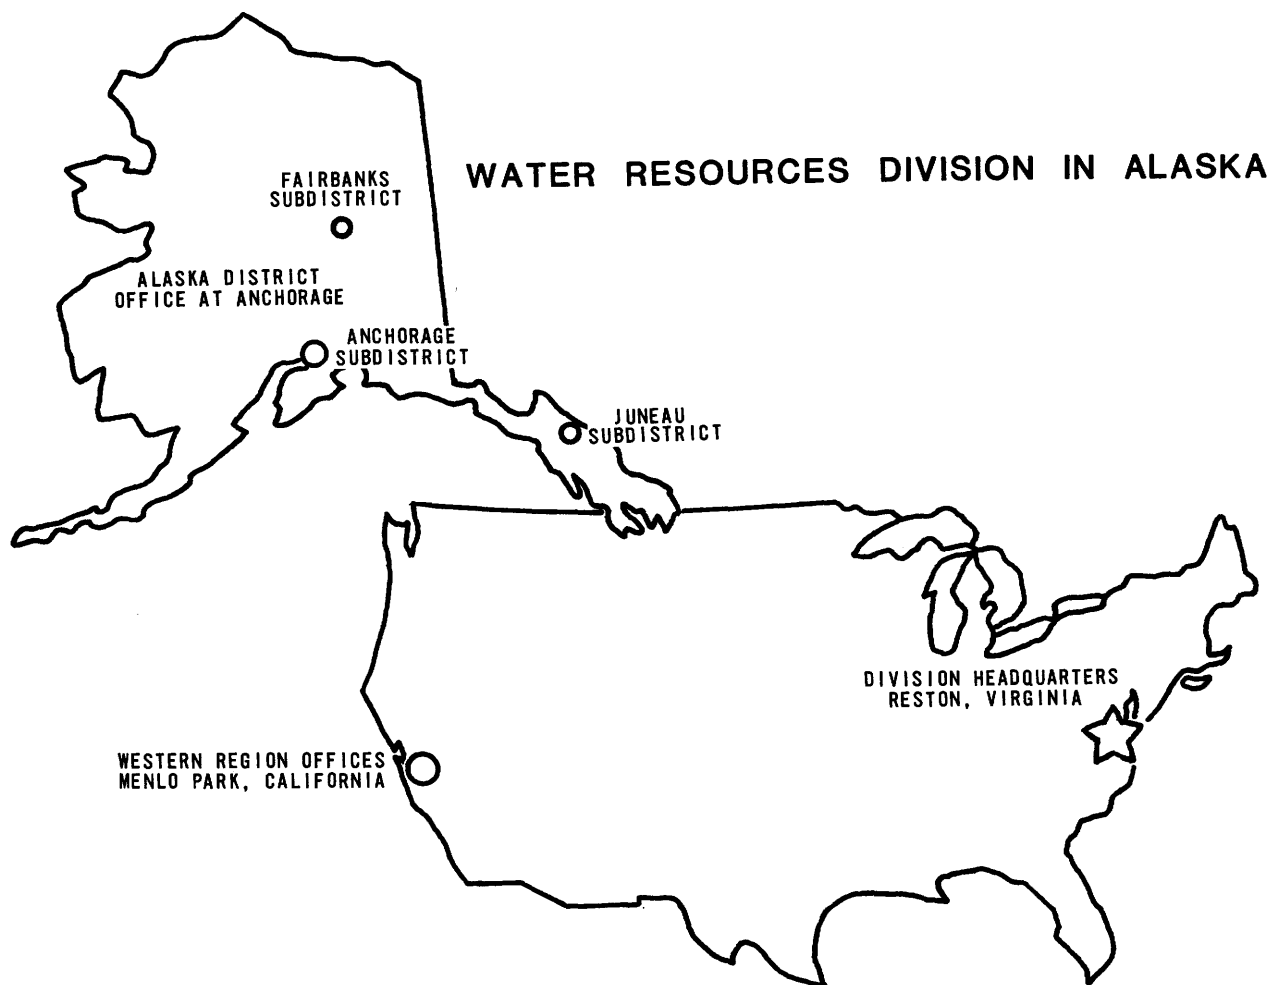 WATER RESOURCES DIVISION IN ALASKA
FAIRBANKS
SUBDISTRICT
ALASKA DISTRICT
OFFICE AT ANCHORAGE
ANCHORAGE
SUBDISTRICT
JUNEAU
SUBDISTRICT
DIVISION HEADQUARTERS
RESTON, VIRGINIA
WESTERN REGION OFFICES
MENLO PARK, CALIFORNIA